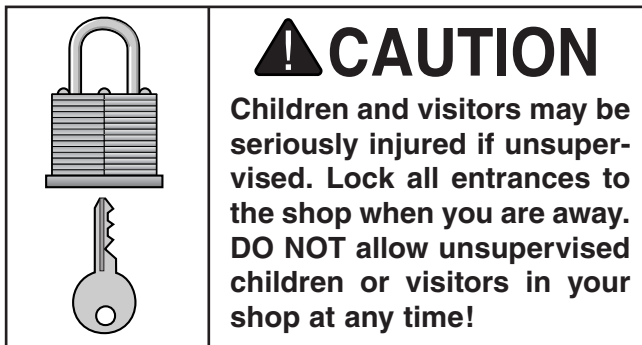 CAUTION
Children and visitors may be
seriously injured if unsuper-
vised. Lock all entrances to
the shop when you are away.
DO NOT allow unsupervised
children or visitors in your
shop at any time!